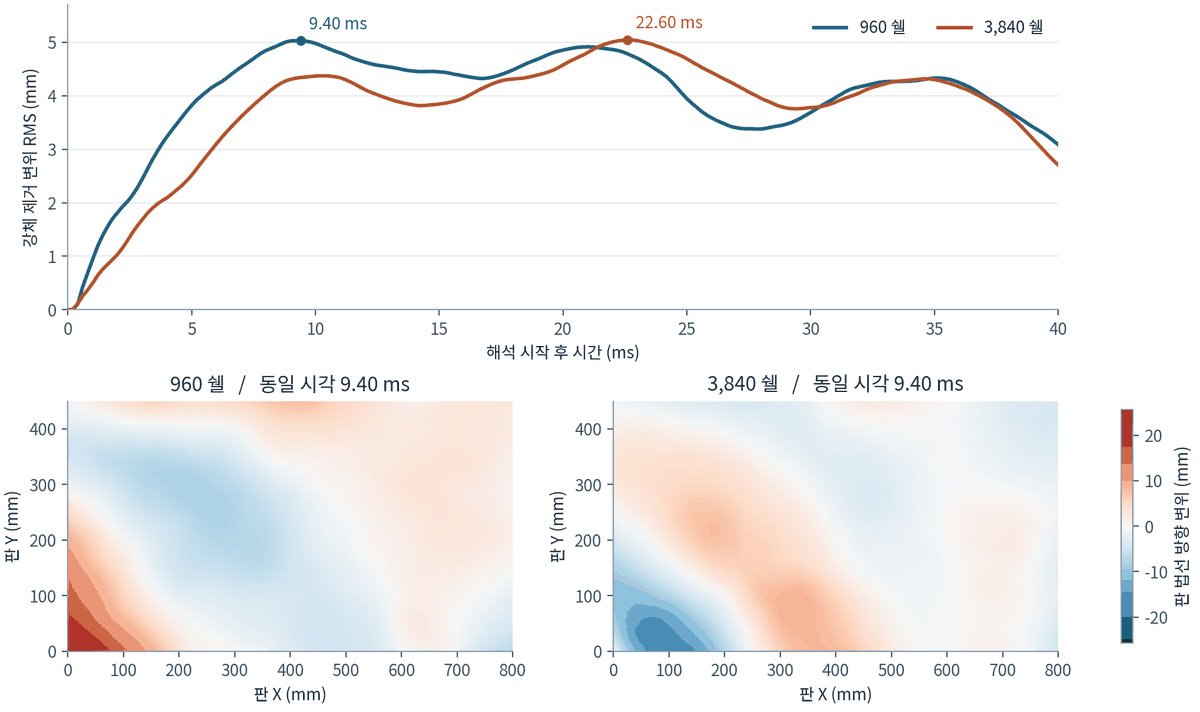 9.40 ms
22.60 ms
960 쉘
3,840 쉘
강체 제거 변위 RMS (mm)
5
4
3
2
1
0
0 5 10 15 20 25 30 35 40
해석 시작 후 시간 (ms)
960 쉘 / 동일 시각 9.40 ms
판 Y (mm)
400
300
200
100
0
0 100 200 300 400 500 600 700 800
판 X (mm)
3,840 쉘 / 동일 시각 9.40 ms
판 Y (mm)
400
300
200
100
0
0 100 200 300 400 500 600 700 800
판 X (mm)
20
10
0
-10
-20
판 법선 방향 변위 (mm)